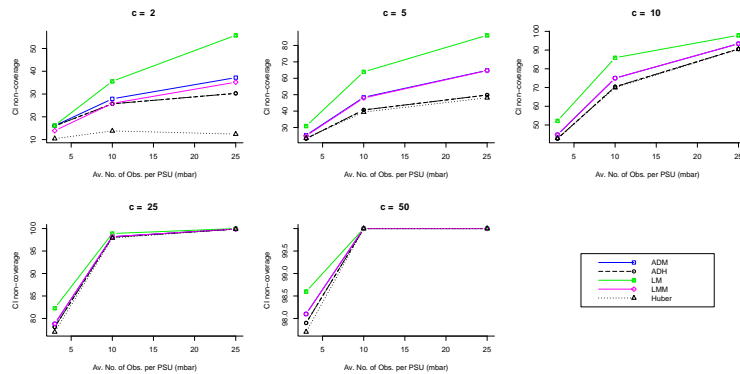 c = 2
CI non-coverage
10 20 30 40 50
5 10 15 20 25
Av. No. of Obs. per PSU (mbar)
c = 5
CI non-coverage
30 40 50 60 70 80
5 10 15 20 25
Av. No. of Obs. per PSU (mbar)
c = 10
CI non-coverage
50 60 70 80 90 100
5 10 15 20 25
Av. No. of Obs. per PSU (mbar)
c = 25
CI non-coverage
80 85 90 95 100
5 10 15 20 25
Av. No. of Obs. per PSU (mbar)
c = 50
CI non-coverage
98.0 98.5 99.0 99.5
5 10 15 20 25
Av. No. of Obs. per PSU (mbar)
ADM
ADH
LM
LMM
Huber